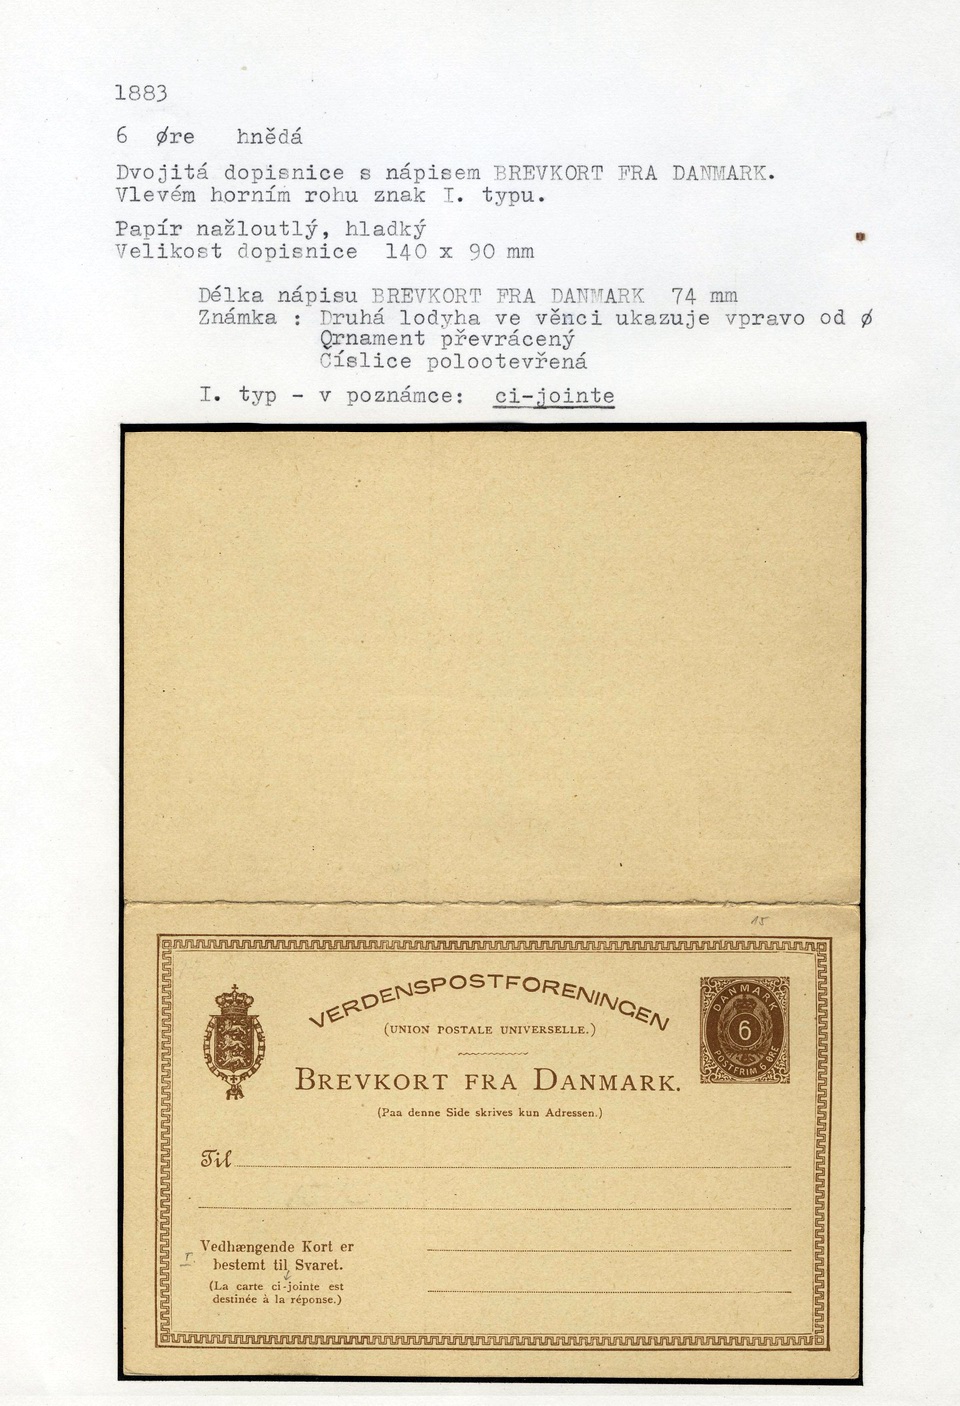 1883
6 øre hnědá
Dvojitá dopisnice s nápisem BREVKORT FRA DANMARK.
Vlevém horním rohu znak I. typu.
Papír nažloutlý, hladký
Velikost dopisnice 140 x 90 mm
Délka nápisu BREVKORT FRA DANMARK 74 mm
Známka : Druhá lodyha ve věnci ukazuje vpravo od ø
Ornament převrácený
Číslice polootevřená
I. typ - v poznámce: ci-jointe
15
VERDENSPOSTFORENINGEN
(UNION POSTALE UNIVERSELLE.)
BREVKORT FRA DANMARK.
(Paa denne Side skrives kun Adressen.)
DANMARK
6
POSTFRIM 6 ØRE
Til
Vedhængende Kort er
I. bestemt til Svaret.
(La carte ci-jointe est
destinée à la réponse.)